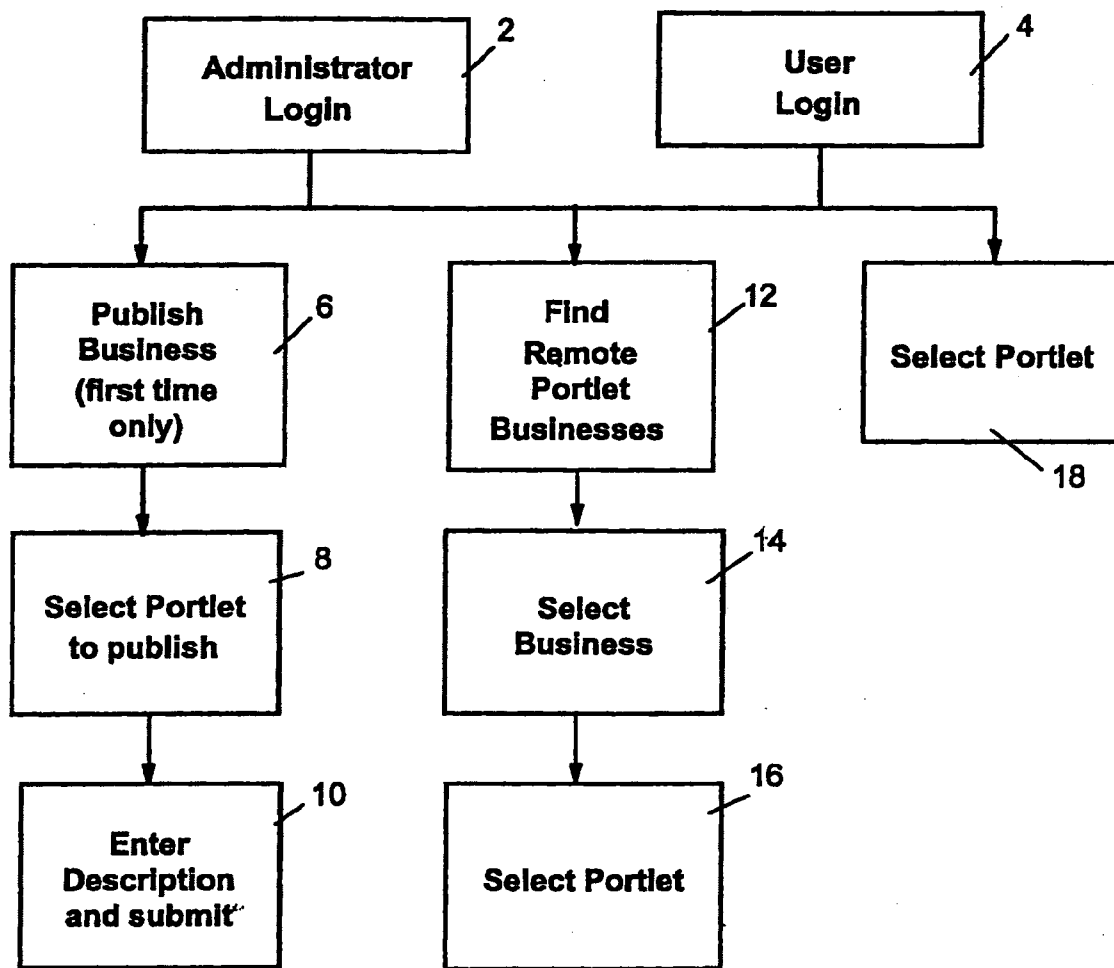 2
Administrator
Login
4
User
Login
6
Publish
Business
(first time
only)
12
Find
Remote
Portlet
Businesses
Select Portlet
18
8
Select Portlet
to publish
14
Select
Business
10
Enter
Description
and submit
16
Select Portlet